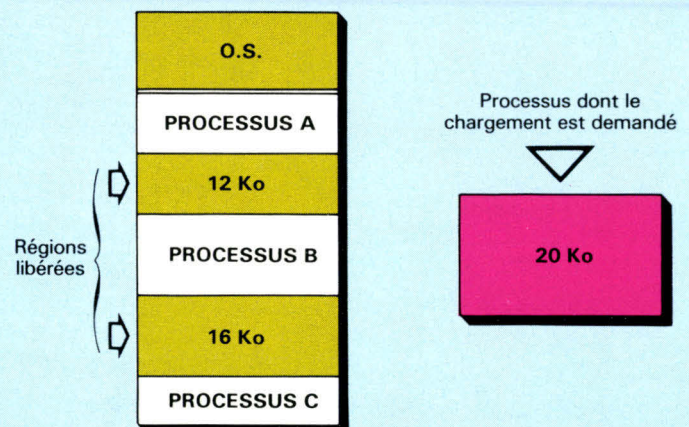 O.S.
PROCESSUS A
12 Ko
PROCESSUS B
16 Ko
PROCESSUS C
Régions
libérées
Processus dont le
chargement est demandé
20 Ko